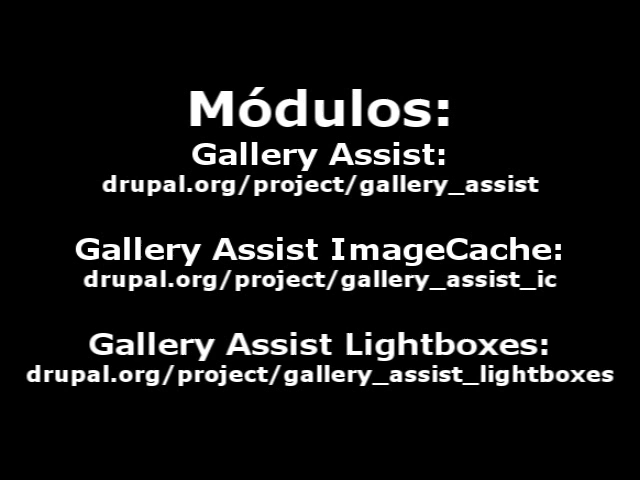 Módulos:
Gallery Assist:
drupal.org/project/gallery_assist
Gallery Assist ImageCache:
drupal.org/project/gallery_assist_ic
Gallery Assist Lightboxes:
drupal.org/project/gallery_assist_lightboxes